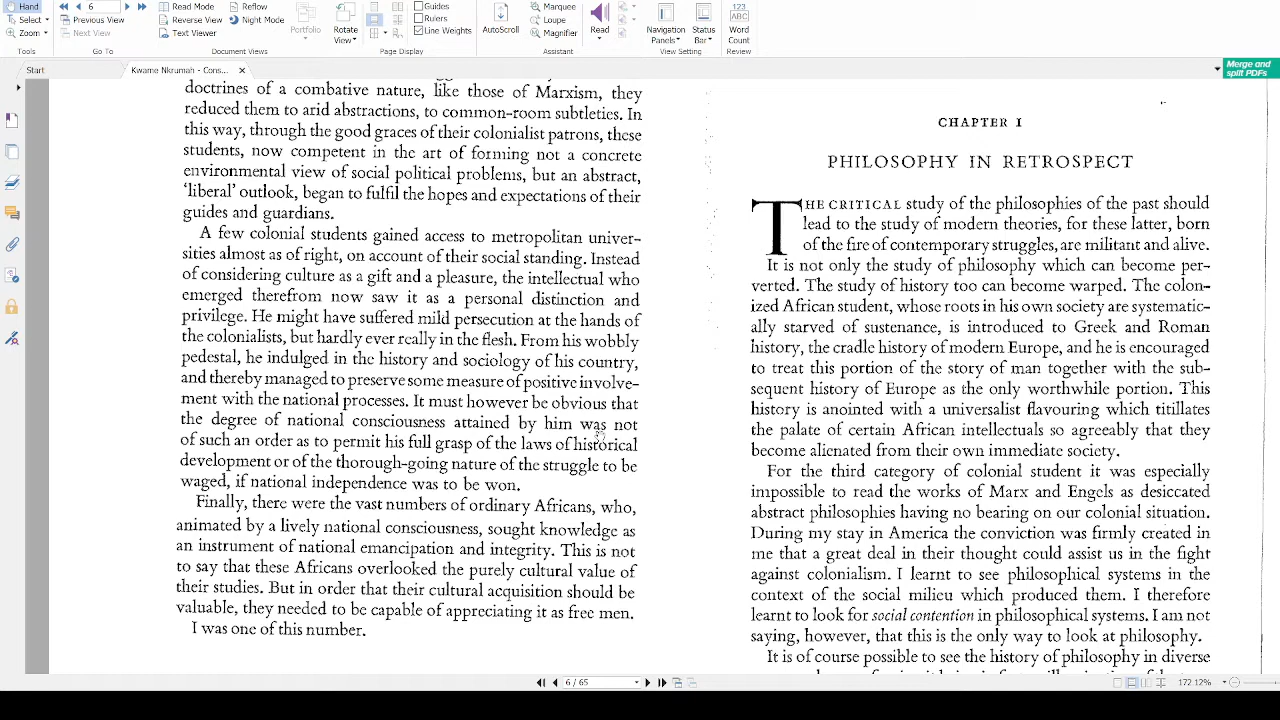 Hand
Select
Zoom
Tools
6
Previous View
Next View
Go To
Read Mode
Reverse View
Text Viewer
Reflow
Night Mode
Document Views
Portfolio
Rotate
View
Guides
Rulers
Line Weights
Page Display
AutoScroll
Marquee
Loupe
Magnifier
Assistant
Read
Navigation
Panels
Status
Bar
View Setting
123
ABC
Word
Count
Review
Start
Kwame Nkrumah - Cons...
Merge and
split PDFs
doctrines of a combative nature, like those of Marxism, they
reduced them to arid abstractions, to common-room subtleties. In
this way, through the good graces of their colonialist patrons, these
students, now competent in the art of forming not a concrete
environmental view of social political problems, but an abstract,
‘liberal’ outlook, began to fulfil the hopes and expectations of their
guides and guardians.
A few colonial students gained access to metropolitan univer-
sities almost as of right, on account of their social standing. Instead
of considering culture as a gift and a pleasure, the intellectual who
emerged therefrom now saw it as a personal distinction and
privilege. He might have suffered mild persecution at the hands of
the colonialists, but hardly ever really in the flesh. From his wobbly
pedestal, he indulged in the history and sociology of his country,
and thereby managed to preserve some measure of positive involve-
ment with the national processes. It must however be obvious that
the degree of national consciousness attained by him was not
of such an order as to permit his full grasp of the laws of historical
development or of the thorough-going nature of the struggle to be
waged, if national independence was to be won.
Finally, there were the vast numbers of ordinary Africans, who,
animated by a lively national consciousness, sought knowledge as
an instrument of national emancipation and integrity. This is not
to say that these Africans overlooked the purely cultural value of
their studies. But in order that their cultural acquisition should be
valuable, they needed to be capable of appreciating it as free men.
I was one of this number.
CHAPTER I
PHILOSOPHY IN RETROSPECT
THE CRITICAL study of the philosophies of the past should
lead to the study of modern theories, for these latter, born
of the fire of contemporary struggles, are militant and alive.
It is not only the study of philosophy which can become per-
verted. The study of history too can become warped. The colon-
ized African student, whose roots in his own society are systematic-
ally starved of sustenance, is introduced to Greek and Roman
history, the cradle history of modern Europe, and he is encouraged
to treat this portion of the story of man together with the sub-
sequent history of Europe as the only worthwhile portion. This
history is anointed with a universalist flavouring which titillates
the palate of certain African intellectuals so agreeably that they
become alienated from their own immediate society.
For the third category of colonial student it was especially
impossible to read the works of Marx and Engels as desiccated
abstract philosophies having no bearing on our colonial situation.
During my stay in America the conviction was firmly created in
me that a great deal in their thought could assist us in the fight
against colonialism. I learnt to see philosophical systems in the
context of the social milieu which produced them. I therefore
learnt to look for social contention in philosophical systems. I am not
saying, however, that this is the only way to look at philosophy.
It is of course possible to see the history of philosophy in diverse
6 / 65
172.12%